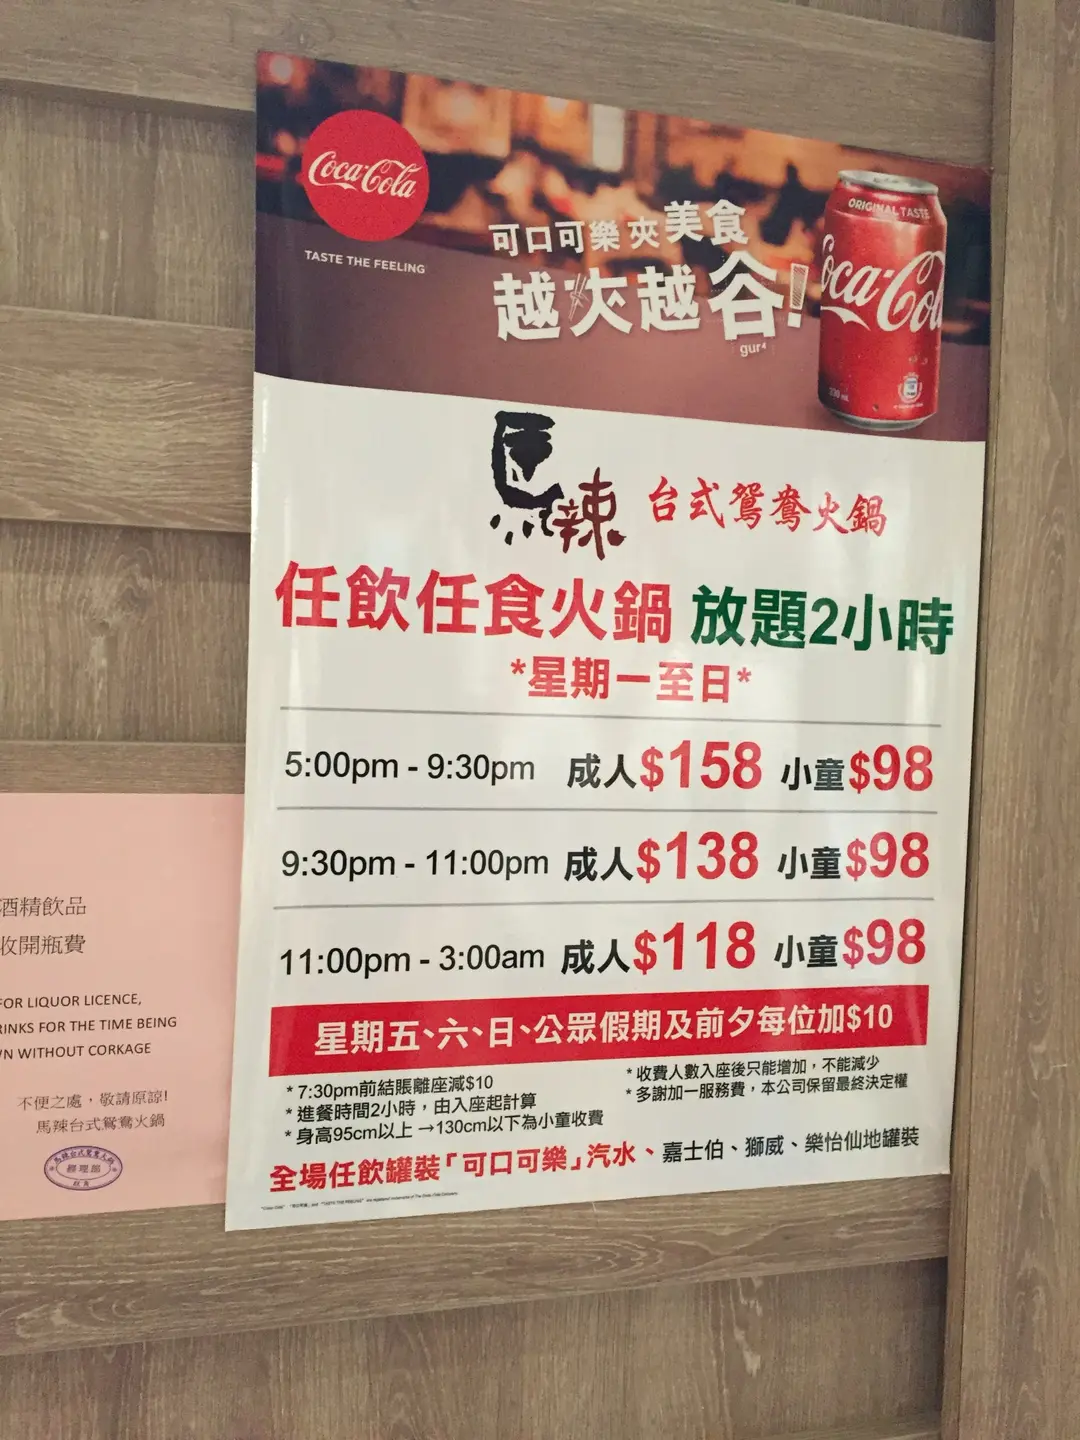 Coca-Cola
TASTE THE FEELING
可口可樂 夾 美食
越夾越谷!
gur⁴
ORIGINAL TASTE
Coca-Cola
330 mL
馬辣 台式鴛鴦火鍋
任飲任食火鍋 放題2小時
*星期一至日*
5:00pm - 9:30pm 成人$158 小童$98
9:30pm - 11:00pm 成人$138 小童$98
11:00pm - 3:00am 成人$118 小童$98
星期五、六、日、公眾假期及前夕每位加$10
* 7:30pm前結賬離座減$10
* 進餐時間2小時，由入座起計算
* 身高95cm以上 →130cm以下為小童收費
* 收費人數入座後只能增加，不能減少
* 多謝加一服務費，本公司保留最終決定權
全場任飲罐裝「可口可樂」汽水、嘉士伯、獅威、樂怡仙地罐裝
酒精飲品
收開瓶費
FOR LIQUOR LICENCE,
RINKS FOR THE TIME BEING
N WITHOUT CORKAGE
不便之處，敬請原諒!
馬辣台式鴛鴦火鍋